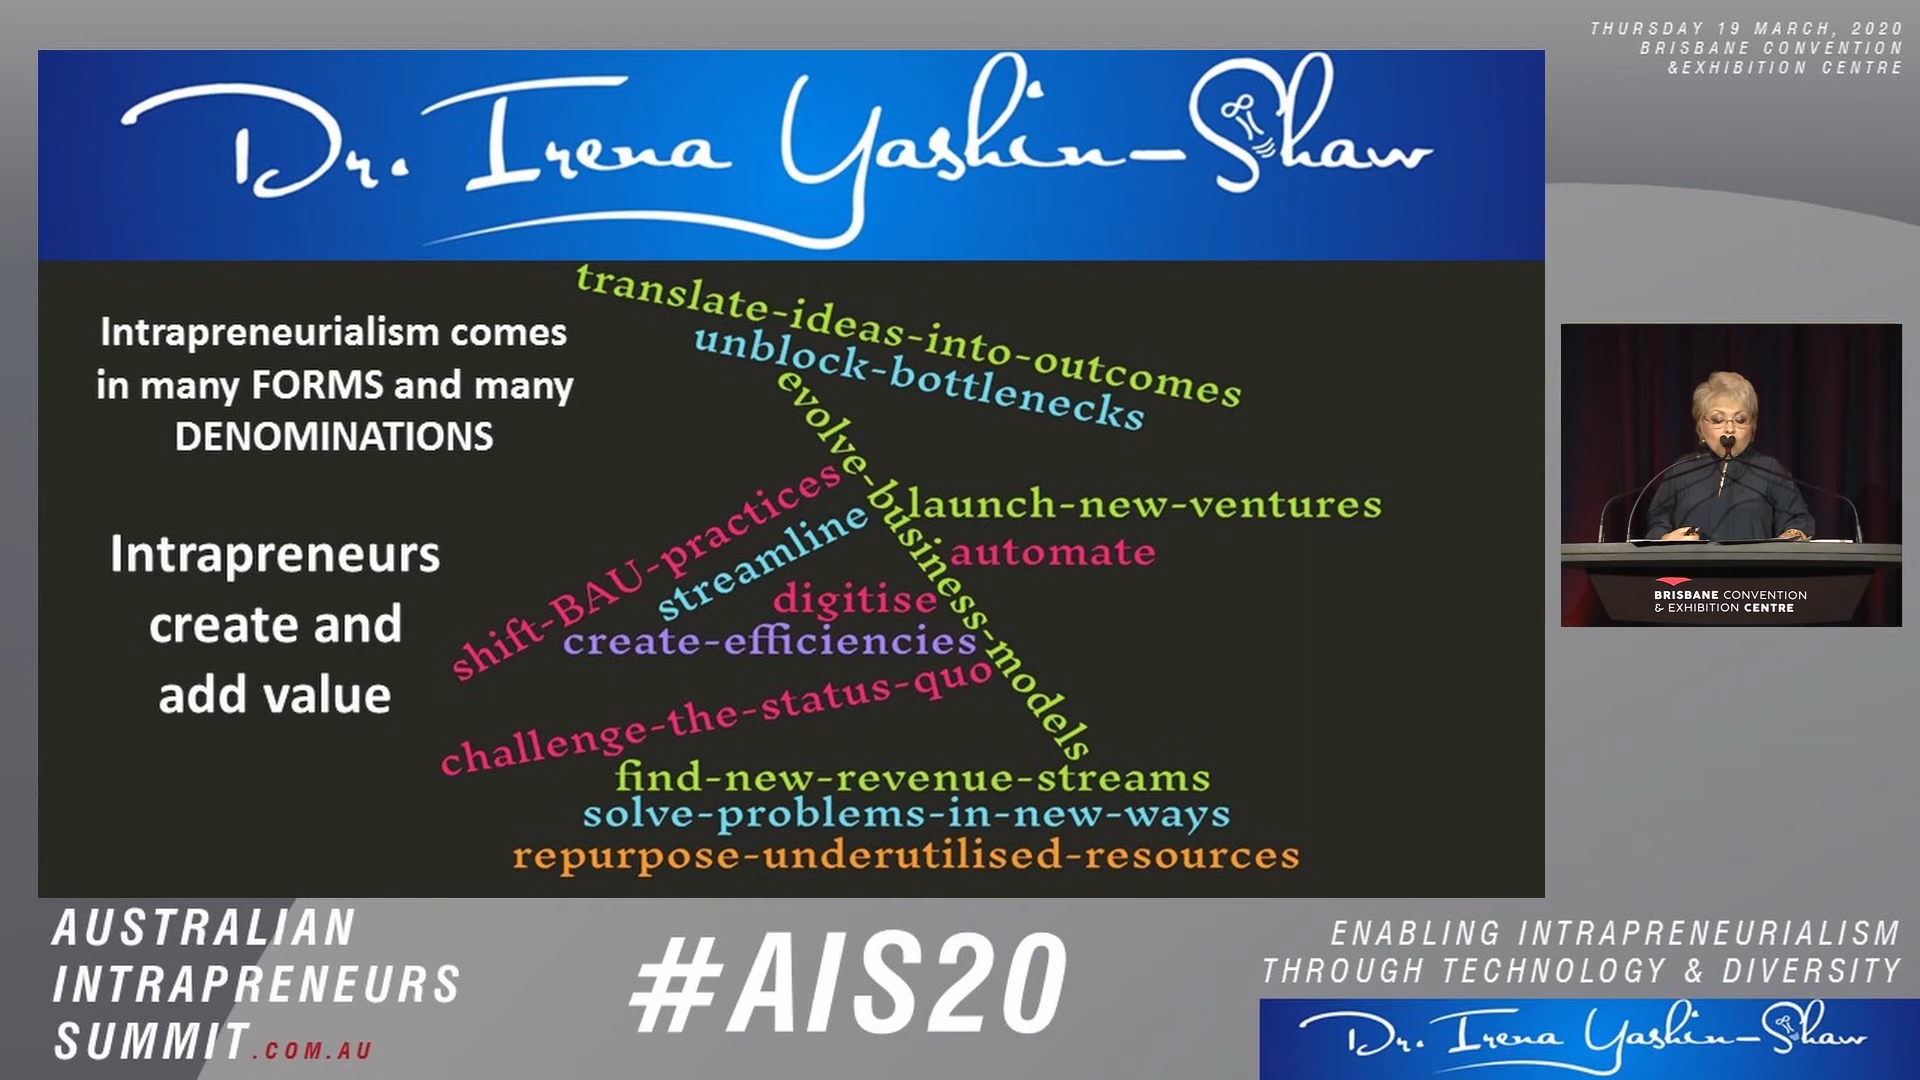 THURSDAY 19 MARCH, 2020
BRISBANE CONVENTION
&EXHIBITION CENTRE
Dr. Irena Yashin-Shaw
Intrapreneurialism comes
in many FORMS and many
DENOMINATIONS
Intrapreneurs
create and
add value
translate-ideas-into-outcomes
unblock-bottlenecks
evolve-business-models
shift-BAU-practices
streamline
launch-new-ventures
automate
digitise
create-efficiencies
challenge-the-status-quo
find-new-revenue-streams
solve-problems-in-new-ways
repurpose-underutilised-resources
BRISBANE CONVENTION
& EXHIBITION CENTRE
AUSTRALIAN
INTRAPRENEURS
SUMMIT.COM.AU
#AIS20
ENABLING INTRAPRENEURIALISM
THROUGH TECHNOLOGY & DIVERSITY
Dr. Irena Yashin-Shaw